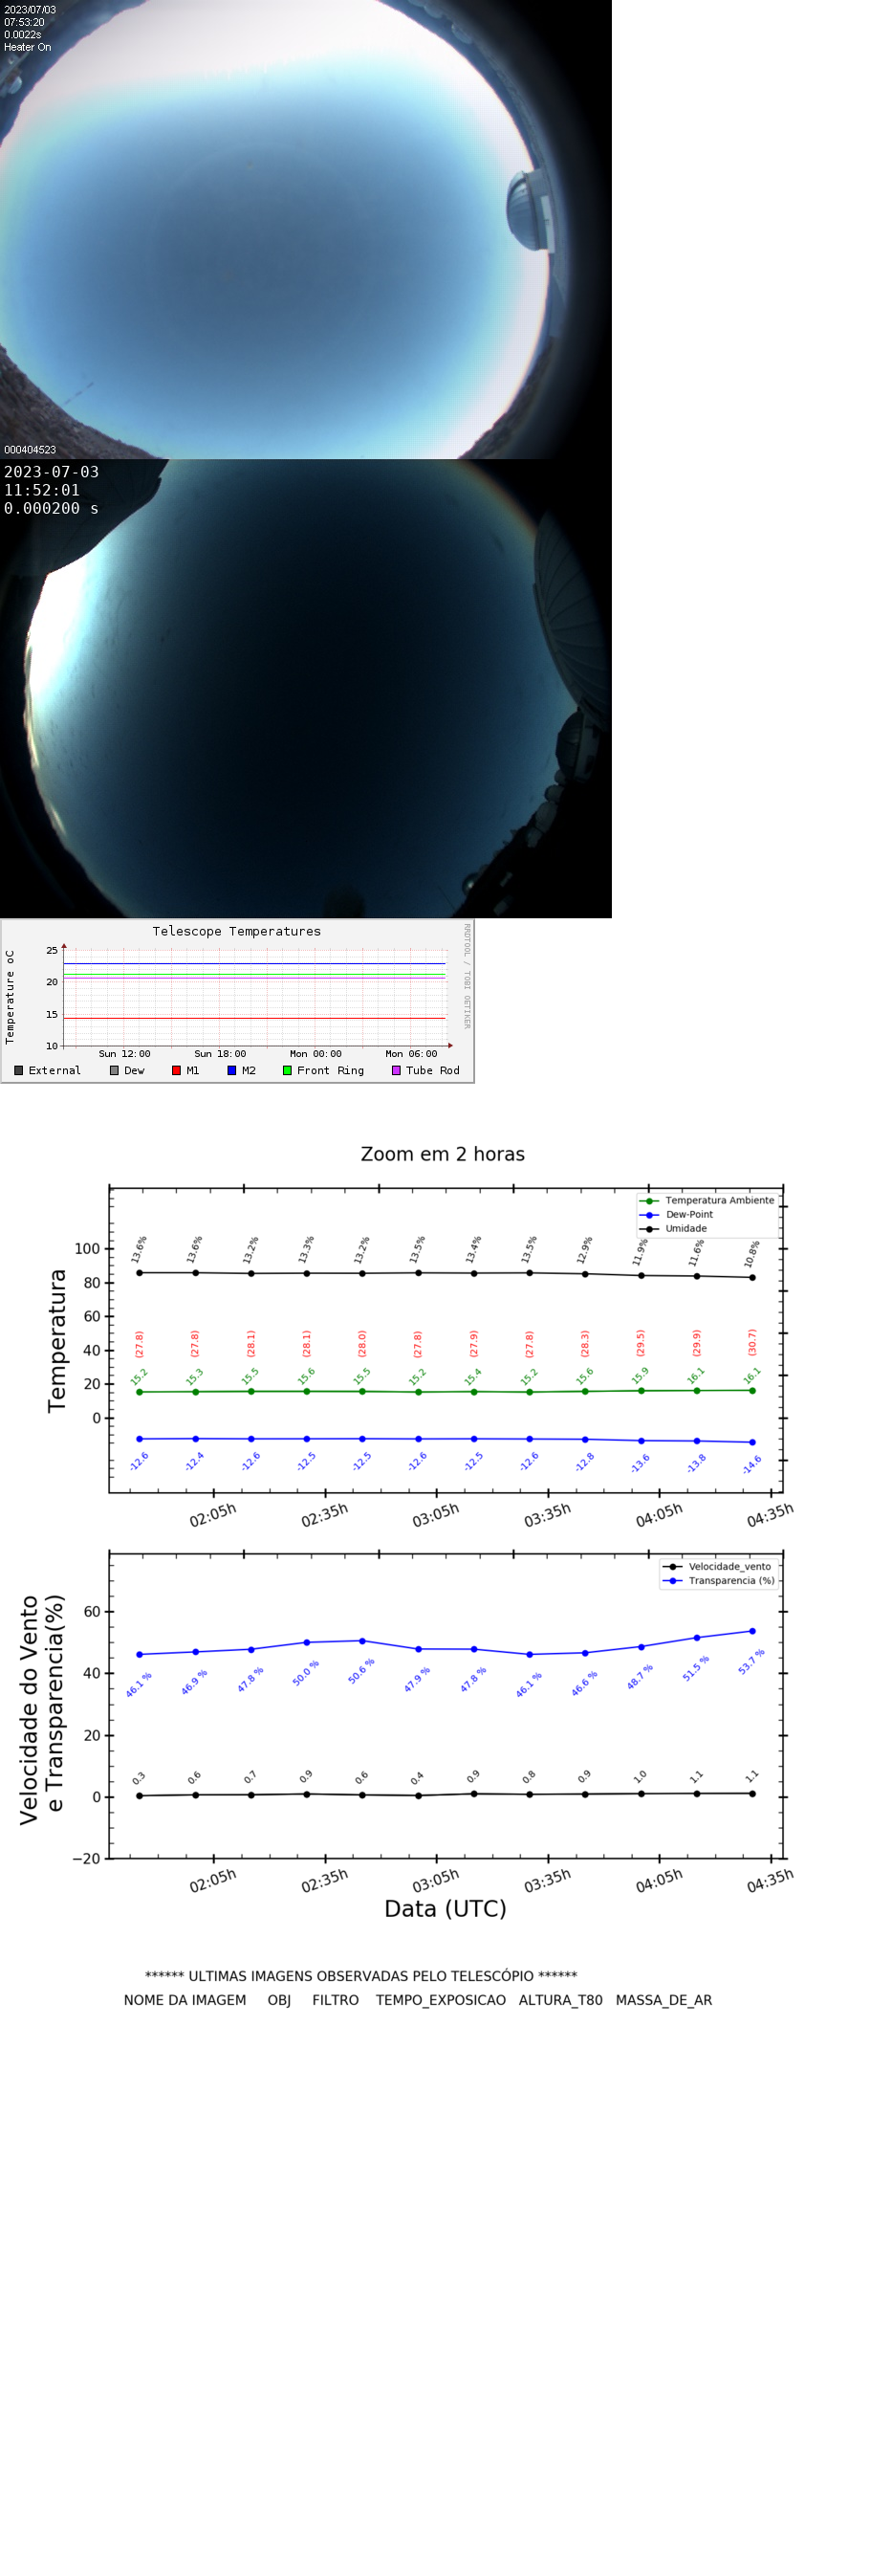 2023/07/03
07:53:20
0.0022s
Heater On
000404523
2023-07-03
11:52:01
0.000200 s
Telescope Temperatures
RRDTOOL / TOBI OETIKER
Temperature oC
25
20
15
10
Sun 12:00 Sun 18:00 Mon 00:00 Mon 06:00
External Dew M1 M2 Front Ring Tube Rod
Zoom em 2 horas
Temperatura Ambiente
Dew-Point
Umidade
Temperatura
100
80
60
40
20
0
13.6% 13.6% 13.2% 13.3% 13.2% 13.5% 13.4% 13.5% 12.9% 11.9% 11.6% 10.8%
(27.8) (27.8) (28.1) (28.1) (28.0) (27.8) (27.9) (27.8) (28.3) (29.5) (29.9) (30.7)
15.2 15.3 15.5 15.6 15.5 15.2 15.4 15.2 15.6 15.9 16.1 16.1
-12.6 -12.4 -12.6 -12.5 -12.5 -12.6 -12.5 -12.6 -12.8 -13.6 -13.8 -14.6
02:05h 02:35h 03:05h 03:35h 04:05h 04:35h
Velocidade_vento
Transparencia (%)
Velocidade do Vento
e Transparencia(%)
60
40
20
0
−20
46.1 % 46.9 % 47.8 % 50.0 % 50.6 % 47.9 % 47.8 % 46.1 % 46.6 % 48.7 % 51.5 % 53.7 %
0.3 0.6 0.7 0.9 0.6 0.4 0.9 0.8 0.9 1.0 1.1 1.1
02:05h 02:35h 03:05h 03:35h 04:05h 04:35h
Data (UTC)
****** ULTIMAS IMAGENS OBSERVADAS PELO TELESCÓPIO ******
NOME DA IMAGEM OBJ FILTRO TEMPO_EXPOSICAO ALTURA_T80 MASSA_DE_AR